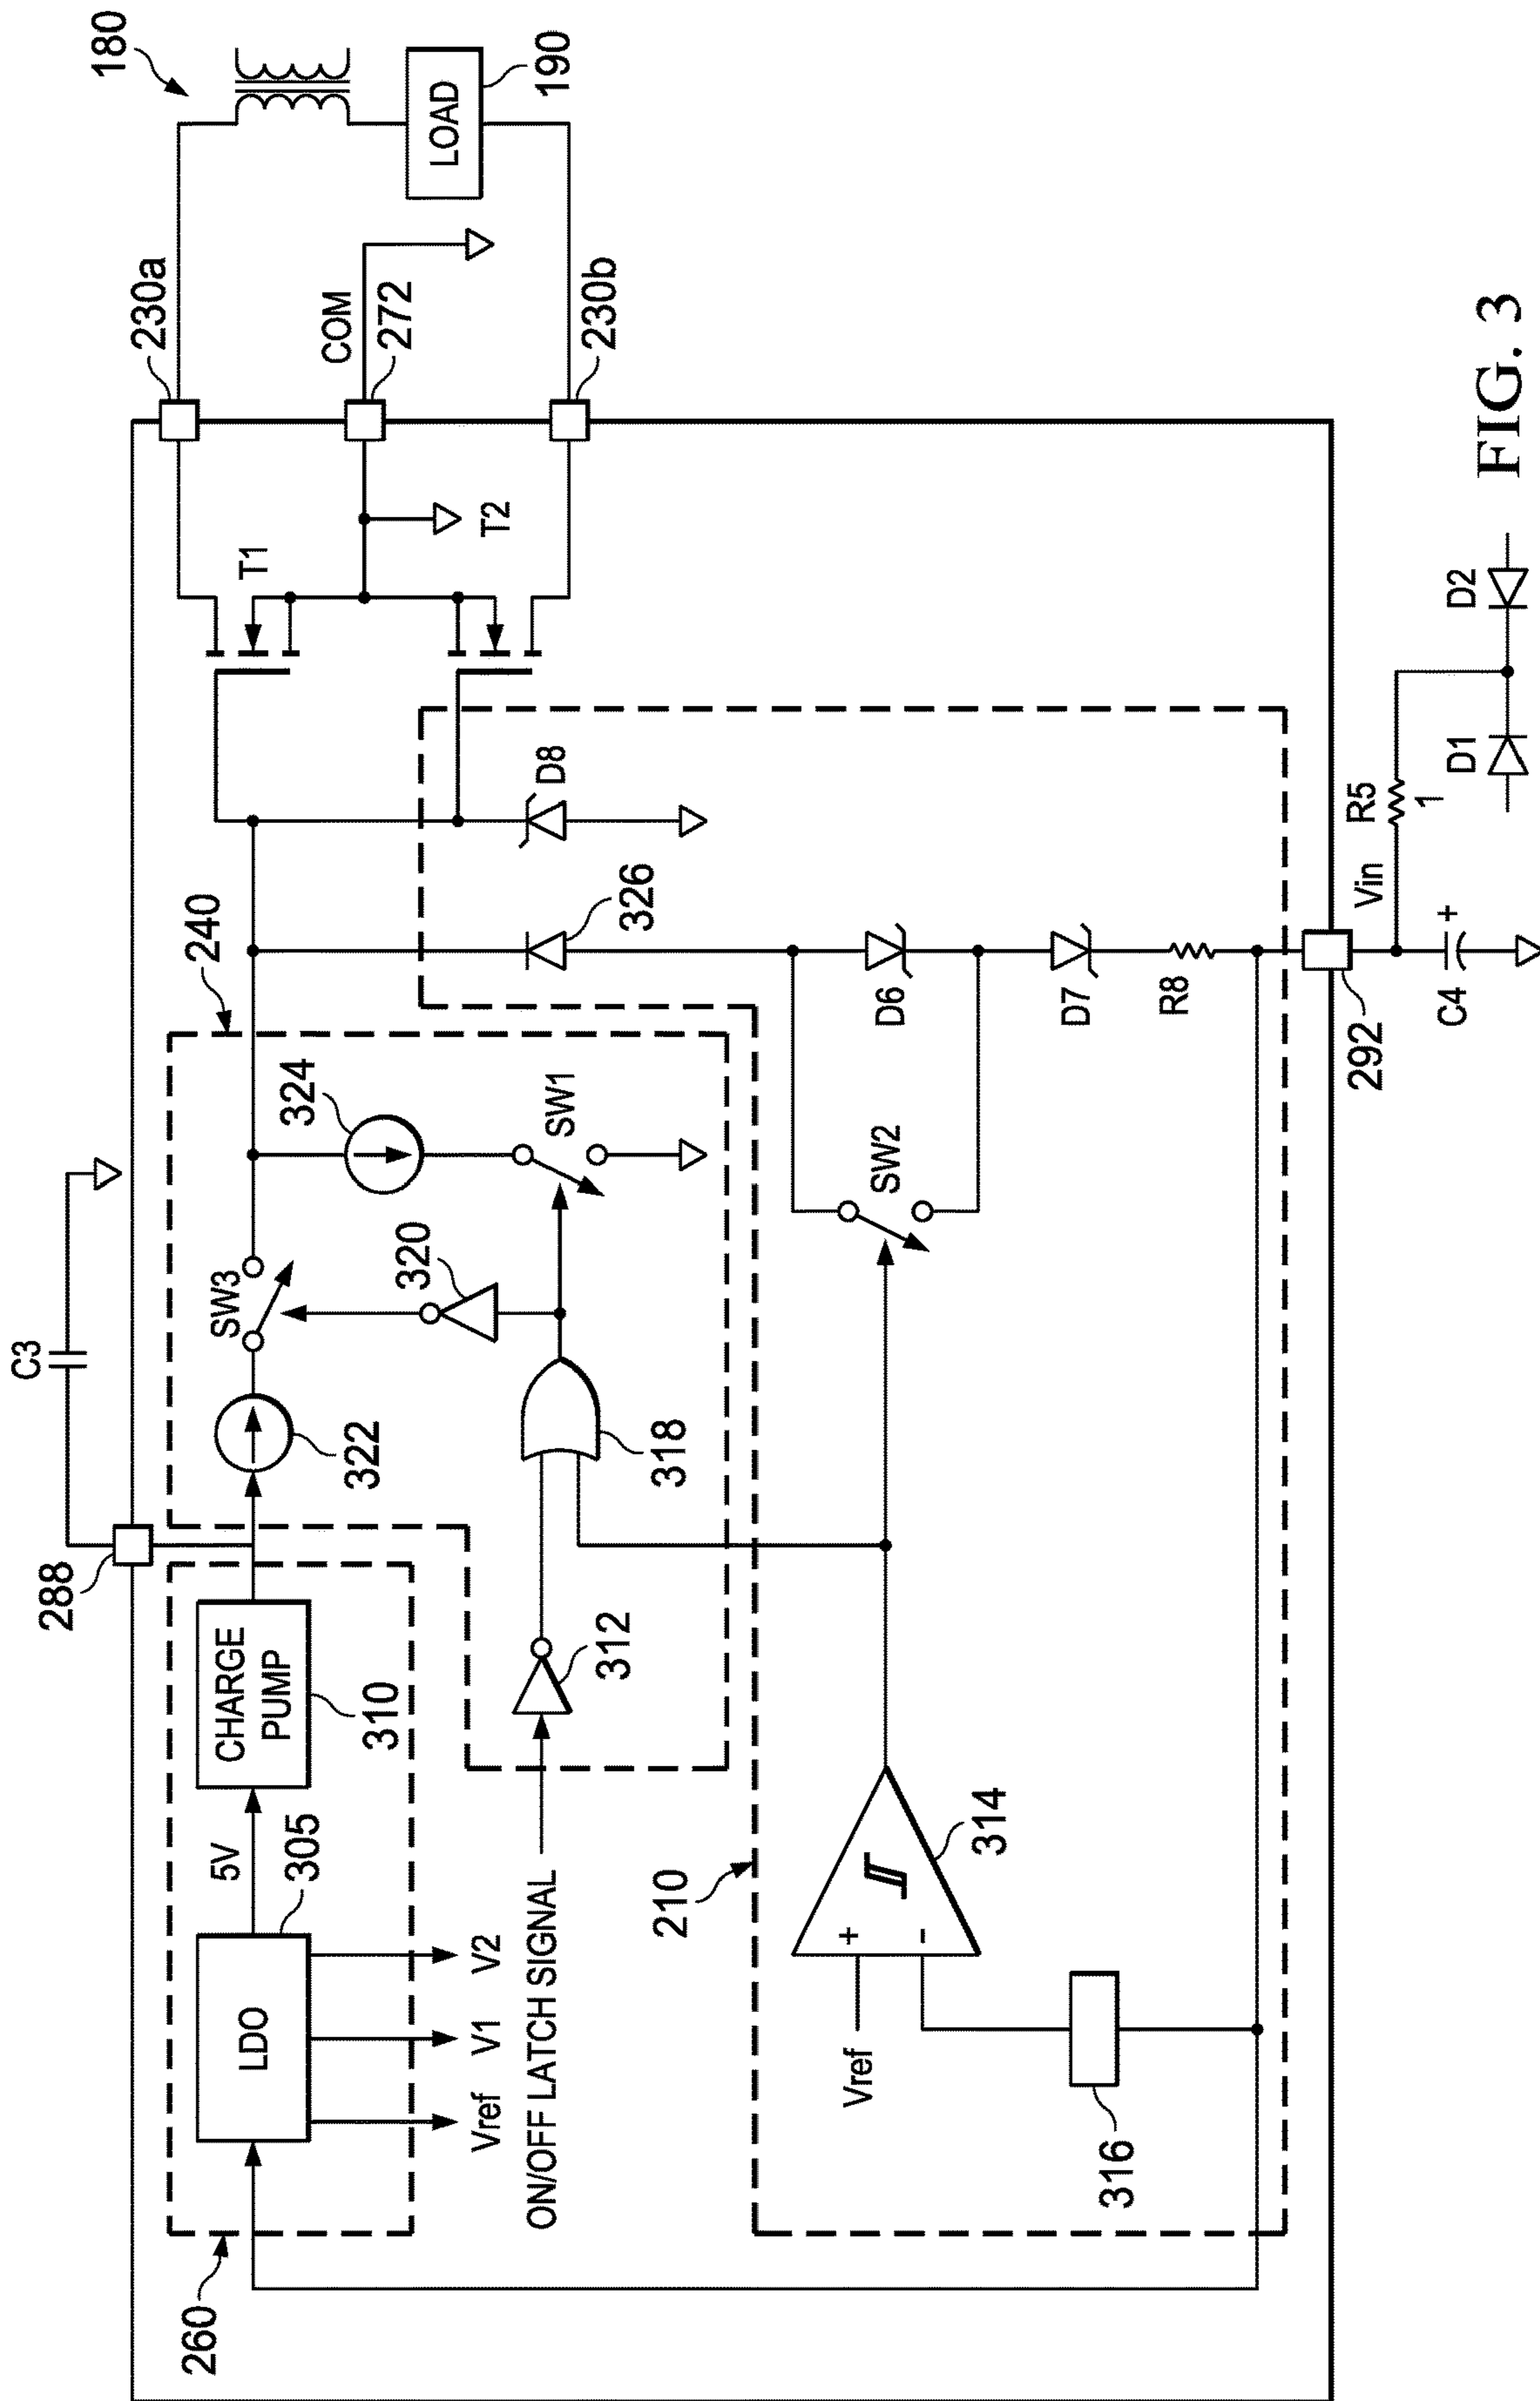 180
LOAD
190
230a
COM
272
230b
T1
T2
C3
288
240
324
SW1
SW3
320
322
318
312
CHARGE
PUMP
310
5V
305
LDO
260
Vref
V1
V2
ON/OFF LATCH SIGNAL
D8
326
D6
D7
R8
SW2
210
314
+
-
Vref
316
292
Vin
R5
1
C4
+
D1
D2
FIG. 3